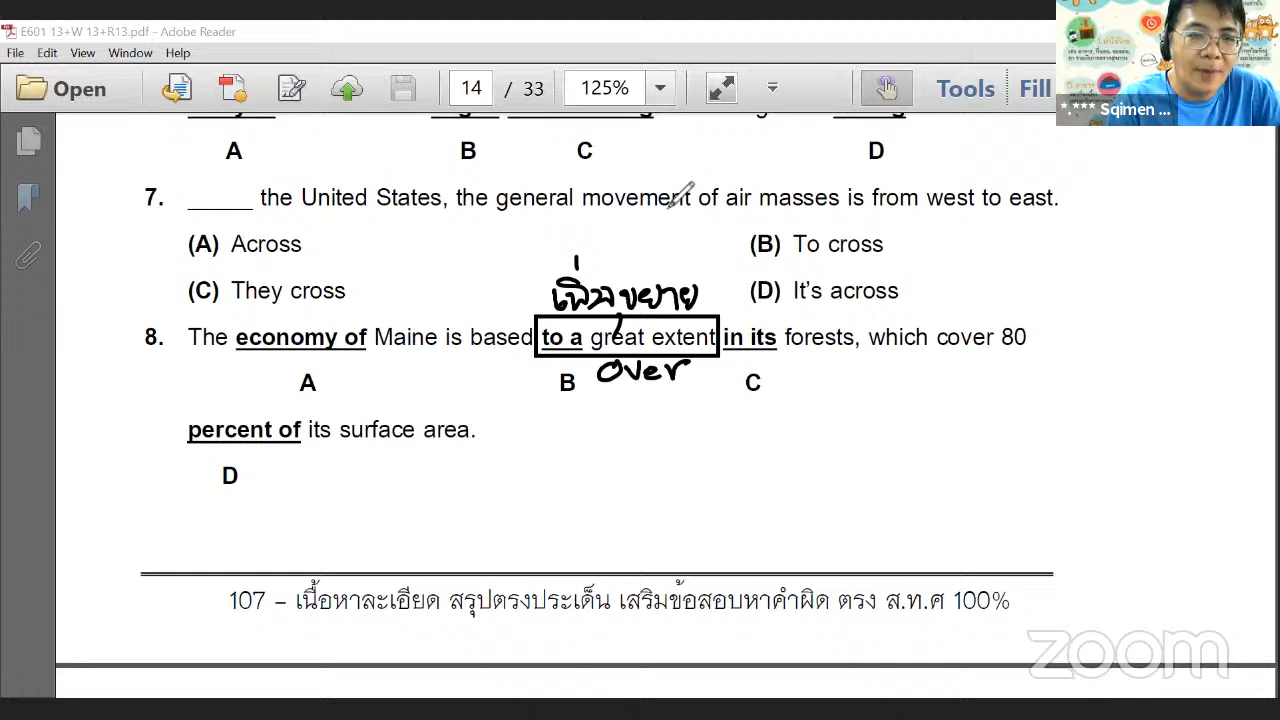 E601 13+W 13+R13.pdf - Adobe Reader
File Edit View Window Help
Open 14 / 33 125% Tools Fill
*.*** Sqimen ...
A B C D
7. _____ the United States, the general movement of air masses is from west to east.
(A) Across (B) To cross
(C) They cross (D) It's across
เพื่อขยาย
8. The economy of Maine is based to a great extent in its forests, which cover 80
over
A B C
percent of its surface area.
D
107 – เนื้อหาละเอียด สรุปตรงประเด็น เสริมข้อสอบหาคำผิด ตรง ส.ท.ศ 100%
zoom